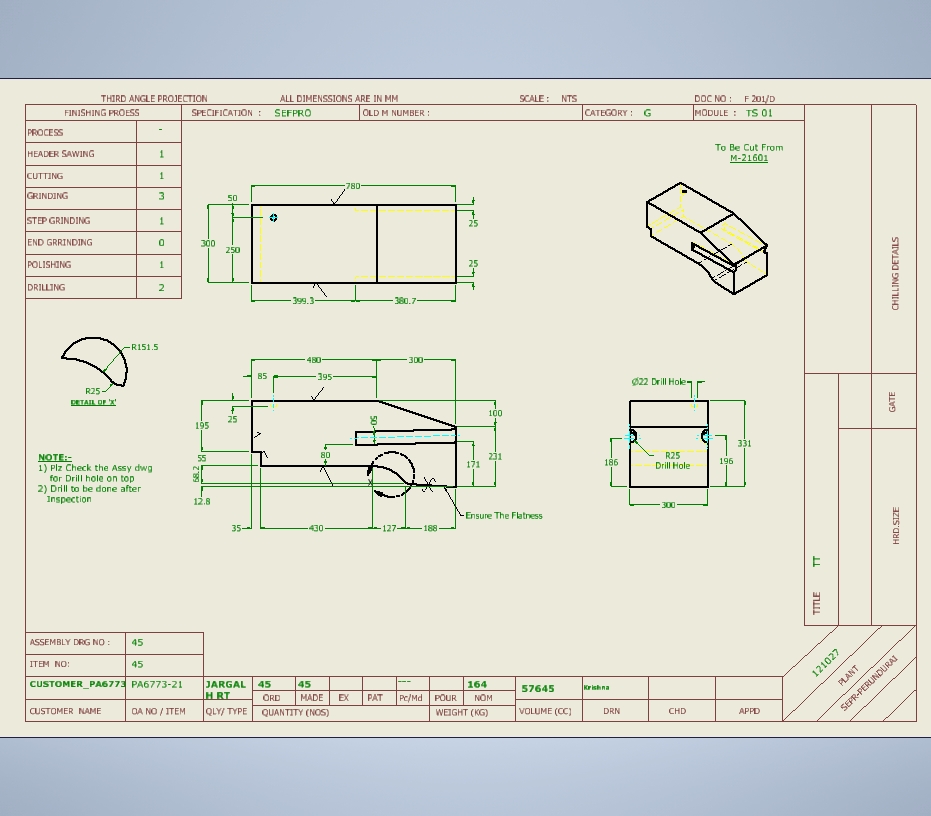 THIRD ANGLE PROJECTION ALL DIMENSSIONS ARE IN MM SCALE : NTS DOC NO : F 201/D
FINISHING PROESS SPECIFICATION : SEFPRO OLD M NUMBER : CATEGORY : G MODULE : TS 01
PROCESS -
HEADER SAWING 1
CUTTING 1
GRINDING 3
STEP GRINDING 1
END GRRINDING 0
POLISHING 1
DRILLING 2
To Be Cut From
M-21601
780
50
300
250
25
25
399.3 380.7
R151.5
R25
DETAIL OF 'X'
NOTE:-
1) Plz Check the Assy dwg
for Drill hole on top
2) Drill to be done after
Inspection
480 300
85 395
25
195
55
68.2
12.8
50
80
100
231
171
X
X
Ensure The Flatness
35 430 127 188
Ø22 Drill Hole
331
186
R25
Drill Hole
196
300
CHILLING DETAILS
GATE
HRD.SIZE
TITLE TT
121027
PLANT
SEPR-PERUNDURAI
ASSEMBLY DRG NO : 45
ITEM NO: 45
CUSTOMER_PA6773 PA6773-21 JARGAL
H RT
45 45 --- 164 57645 Krishna
ORD MADE EX PAT Pc/Md POUR NOM
CUSTOMER NAME OA NO / ITEM QLY/ TYPE QUANTITY (NOS) WEIGHT (KG) VOLUME (CC) DRN CHD APPD